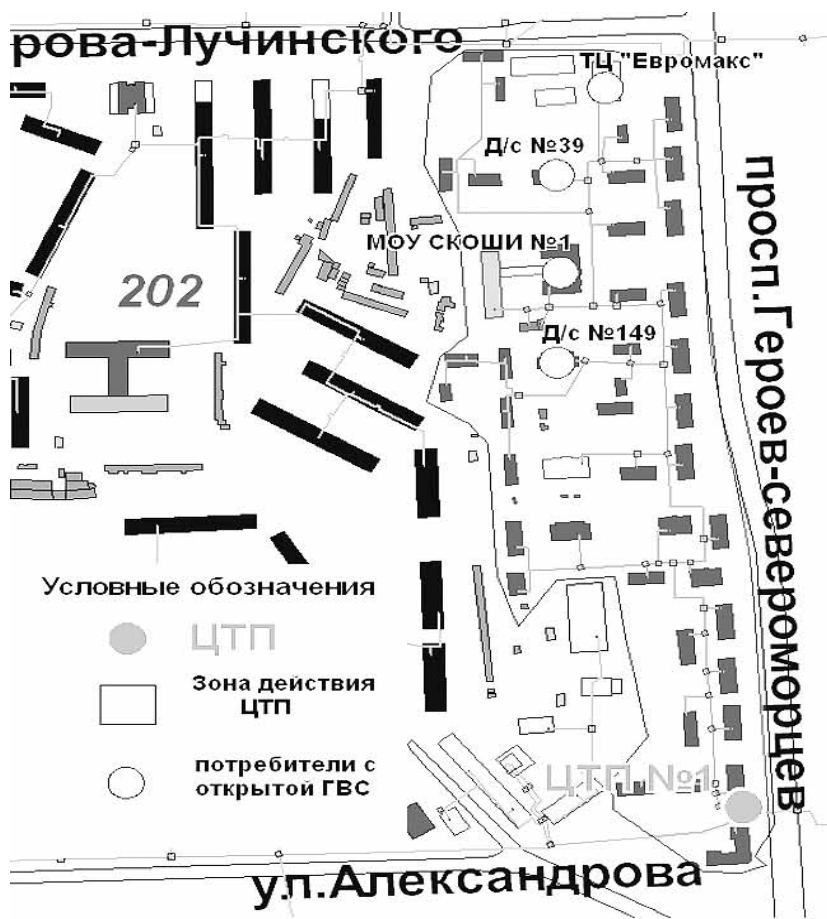 рова-Лучинского
ТЦ "Евромакс"
Д/с №39
просп.Героев-североморцев
МОУ СКОШИ №1
202
Д/с №149
Условные обозначения
ЦТП
Зона действия
ЦТП
потребители с
открытой ГВС
ЦТП №1
ул.Александрова